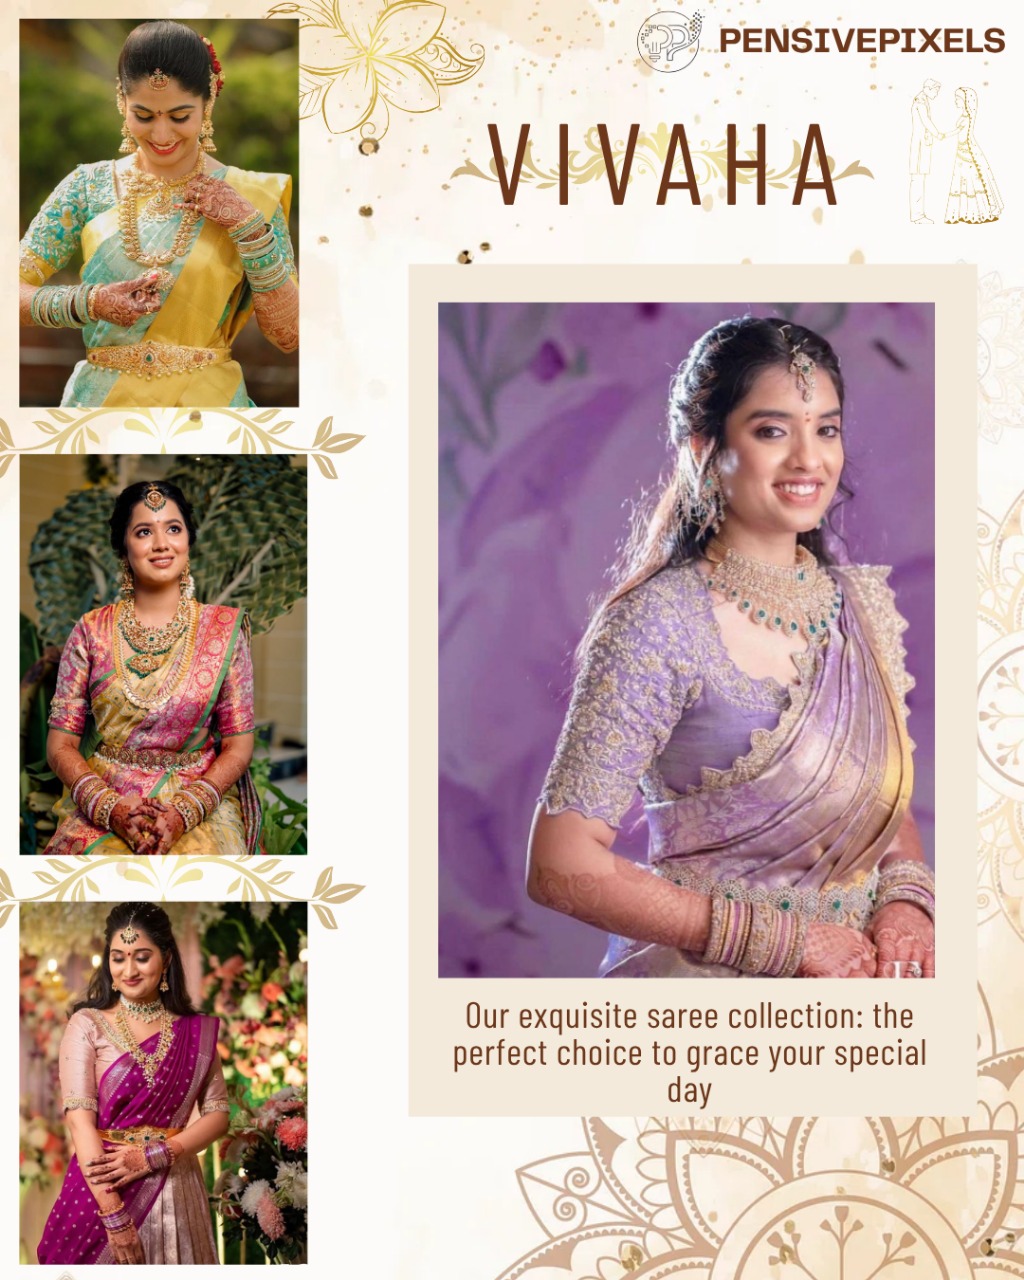 PENSIVEPIXELS
VIVAHA
Our exquisite saree collection: the
perfect choice to grace your special
day